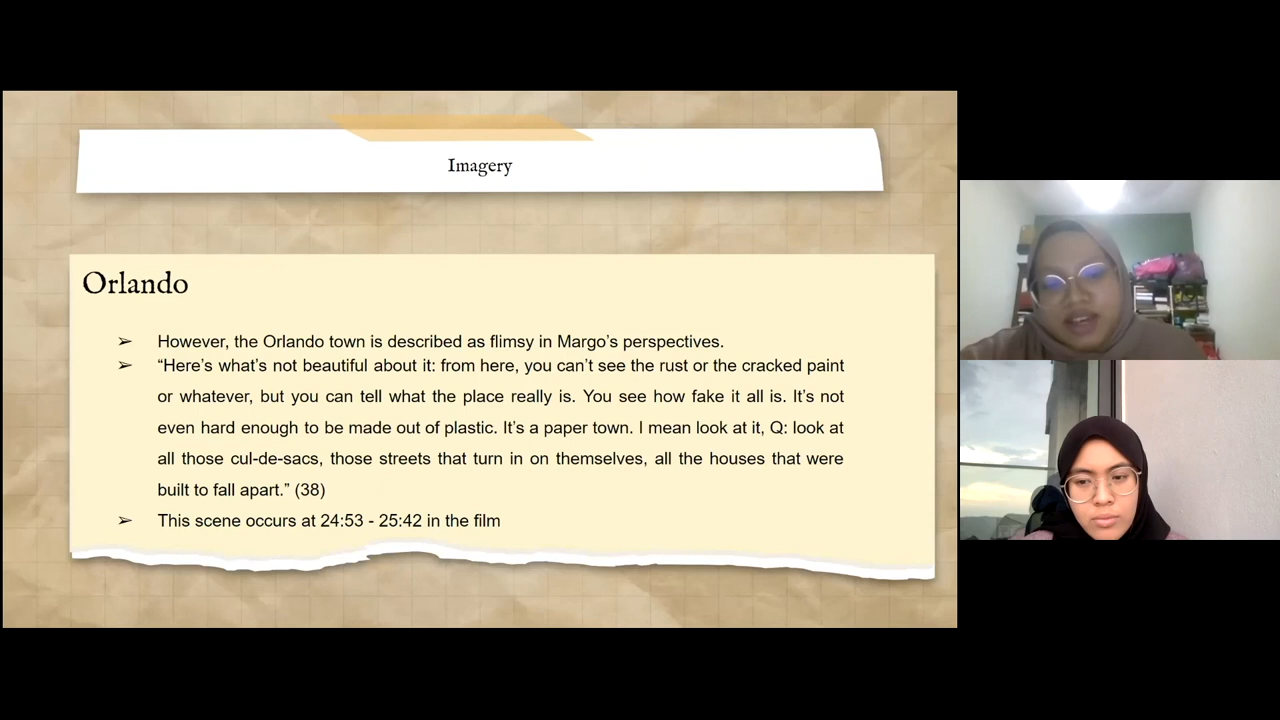 Imagery
Orlando
➢ However, the Orlando town is described as flimsy in Margo’s perspectives.
➢ “Here’s what’s not beautiful about it: from here, you can’t see the rust or the cracked paint
or whatever, but you can tell what the place really is. You see how fake it all is. It’s not
even hard enough to be made out of plastic. It’s a paper town. I mean look at it, Q: look at
all those cul-de-sacs, those streets that turn in on themselves, all the houses that were
built to fall apart.” (38)
➢ This scene occurs at 24:53 - 25:42 in the film